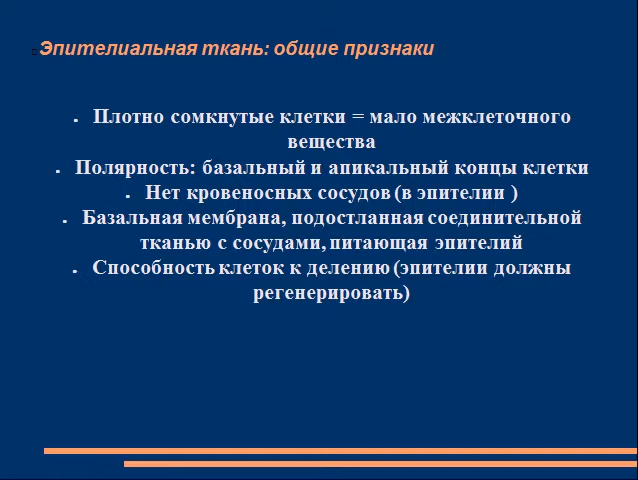 Эпителиальная ткань: общие признаки
● Плотно сомкнутые клетки = мало межклеточного
вещества
● Полярность: базальный и апикальный концы клетки
● Нет кровеносных сосудов (в эпителии )
● Базальная мембрана, подостланная соединительной
тканью с сосудами, питающая эпителий
● Способность клеток к делению (эпителии должны
регенерировать)